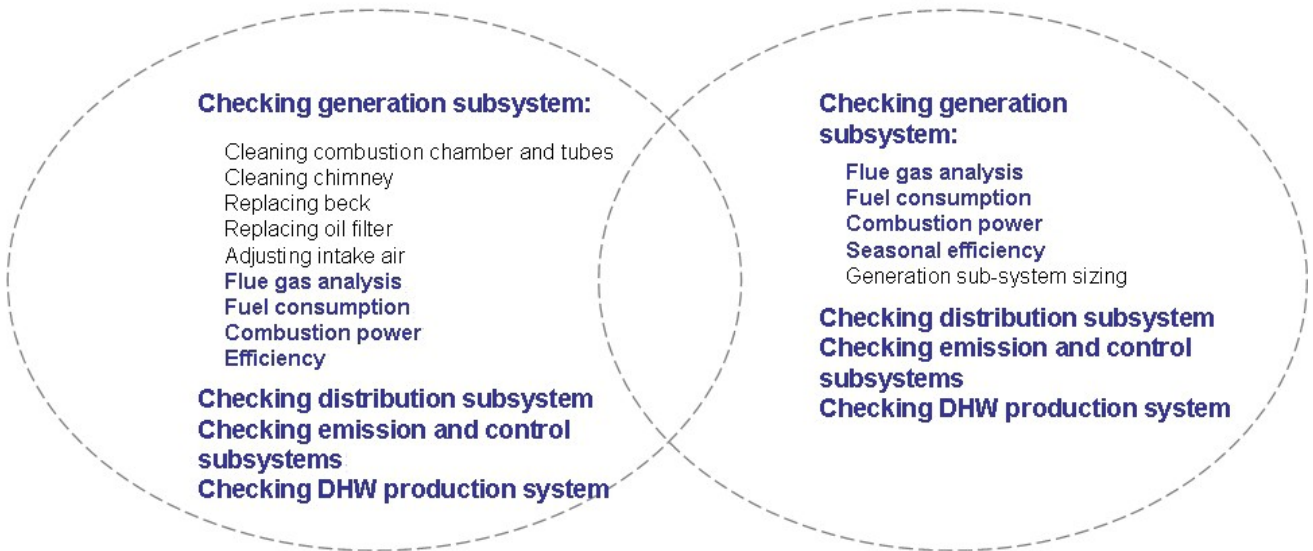 Checking generation subsystem:
Cleaning combustion chamber and tubes
Cleaning chimney
Replacing beck
Replacing oil filter
Adjusting intake air
Flue gas analysis
Fuel consumption
Combustion power
Efficiency
Checking distribution subsystem
Checking emission and control
subsystems
Checking DHW production system
Checking generation
subsystem:
Flue gas analysis
Fuel consumption
Combustion power
Seasonal efficiency
Generation sub-system sizing
Checking distribution subsystem
Checking emission and control
subsystems
Checking DHW production system